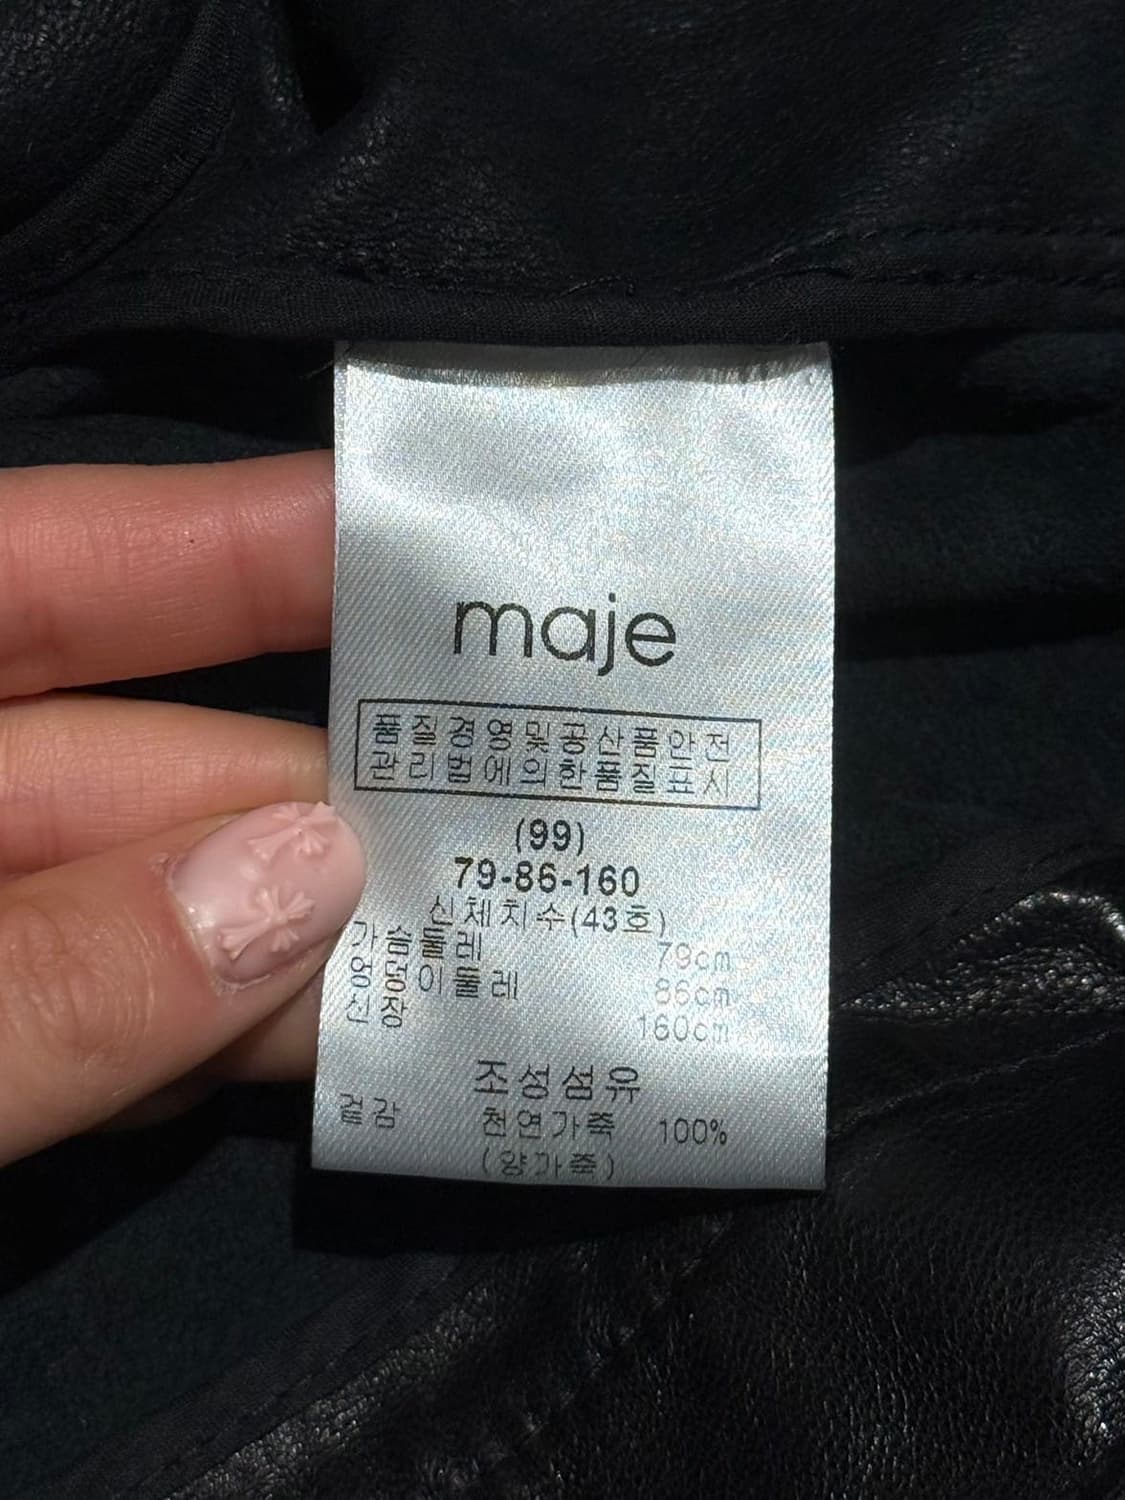 maje
품질경영및공산품안전
관리법에의한품질표시
(99)
79-86-160
신체치수(43호)
가슴둘레 79cm
엉덩이둘레 86cm
신장 160cm
조성섬유
겉감 천연가죽 100%
(양가죽)